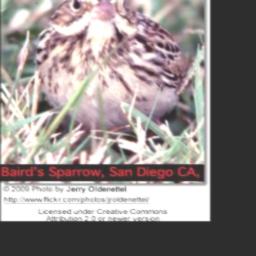 Baird's Sparrow, San Diego CA,
© 2009 Photo by Jerry Oldenettel
http://www.flickr.com/photos/jroldenettel/
Licensed under Creative Commons
Attribution 2.0 or newer version